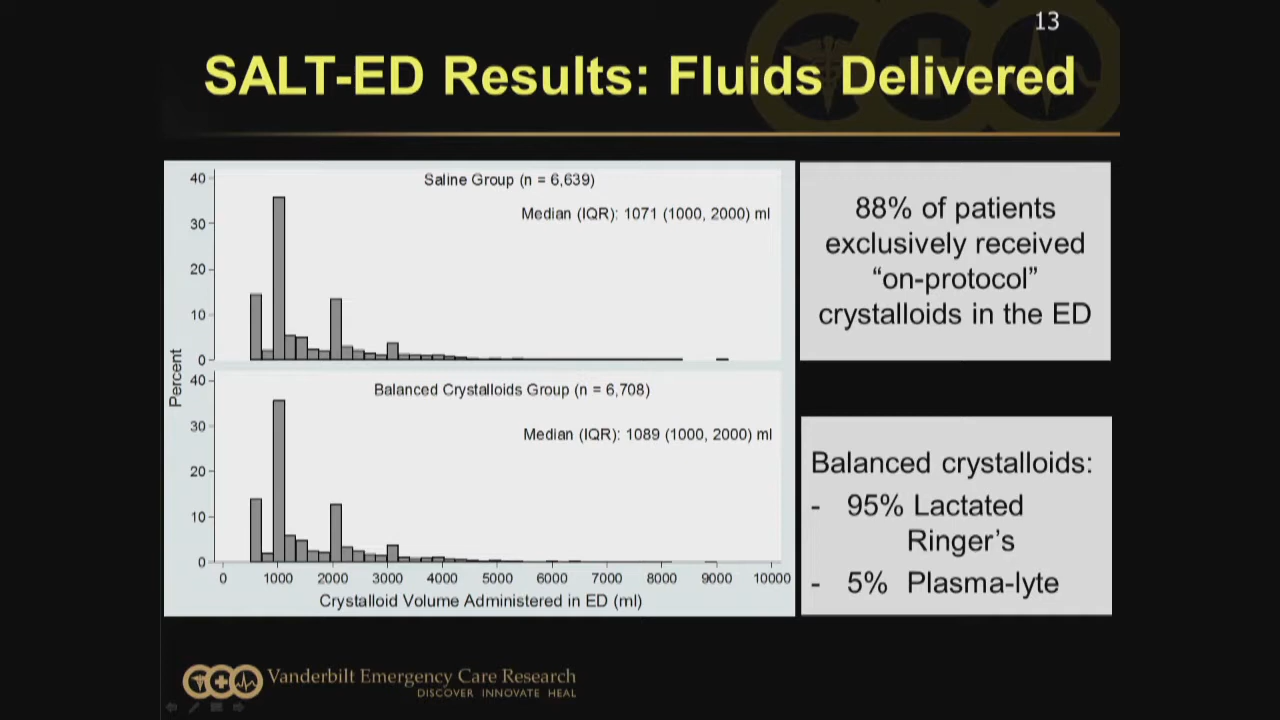 13
SALT-ED Results: Fluids Delivered
Percent
40
30
20
10
0
Saline Group (n = 6,639)
Median (IQR): 1071 (1000, 2000) ml
40
30
20
10
0
Balanced Crystalloids Group (n = 6,708)
Median (IQR): 1089 (1000, 2000) ml
0 1000 2000 3000 4000 5000 6000 7000 8000 9000 10000
Crystalloid Volume Administered in ED (ml)
88% of patients
exclusively received
“on-protocol”
crystalloids in the ED
Balanced crystalloids:
- 95% Lactated
Ringer’s
- 5% Plasma-lyte
Vanderbilt Emergency Care Research
DISCOVER INNOVATE HEAL